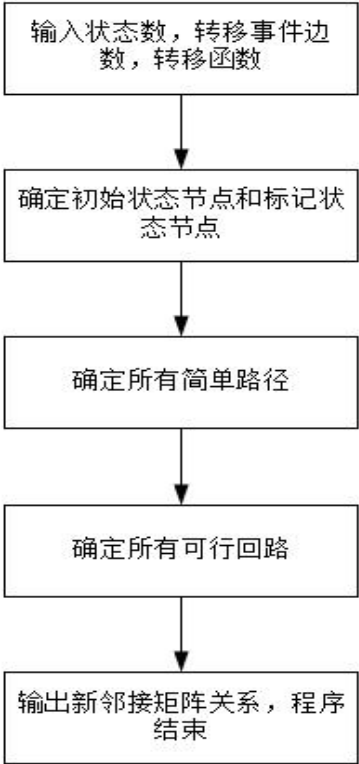 输入状态数，转移事件边
数，转移函数
确定初始状态节点和标记状
态节点
确定所有简单路径
确定所有可行回路
输出新邻接矩阵关系，程序
结束